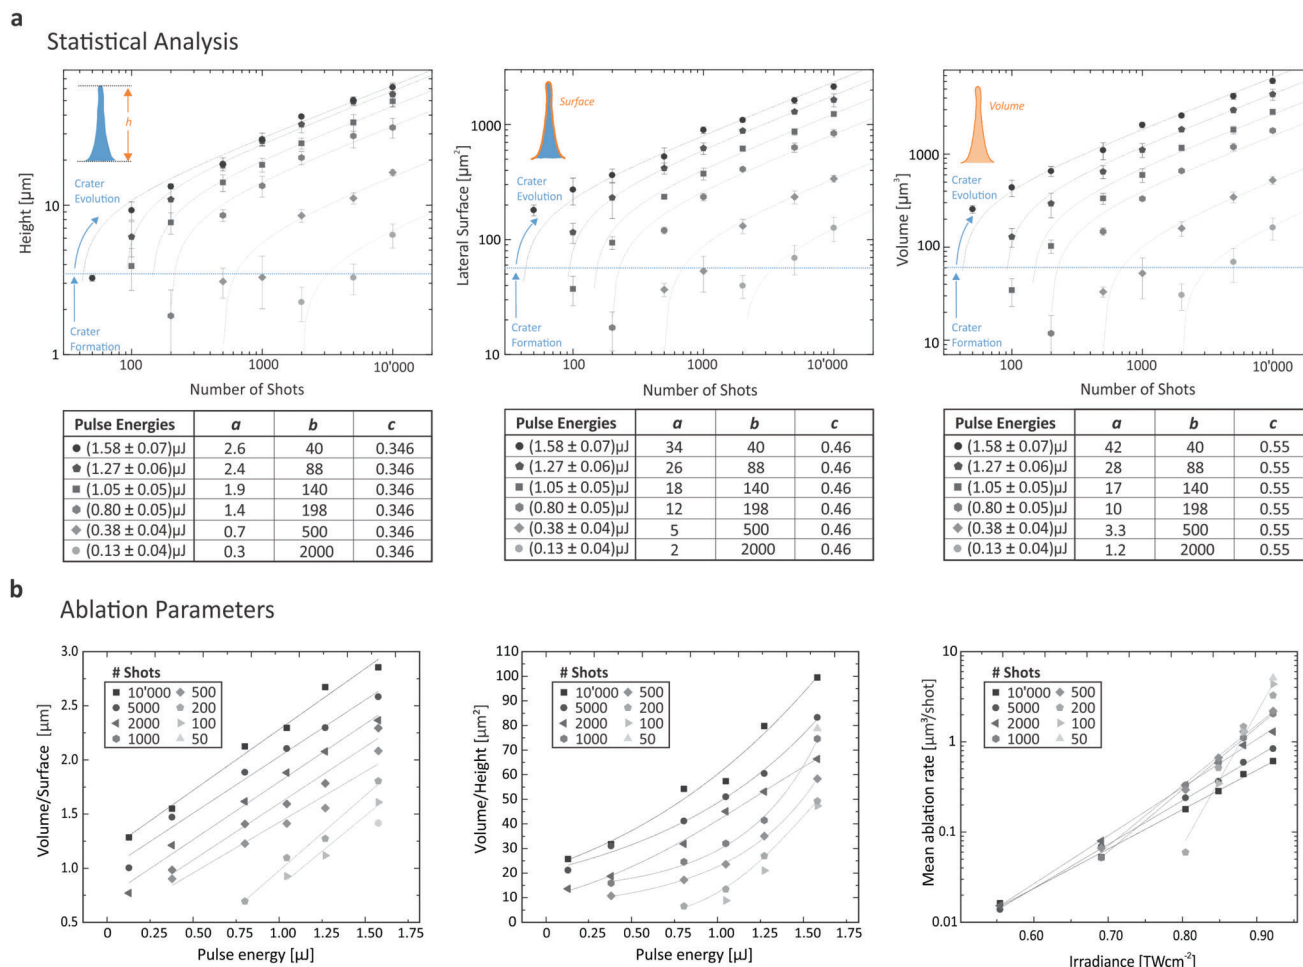 a
Statistical Analysis
Height [µm]
10
1
h
Crater
Evolution
Crater
Formation
100
1000
10'000
Number of Shots
Lateral Surface [µm²]
1000
100
10
Surface
Crater
Evolution
Crater
Formation
100
1000
10'000
Number of Shots
Volume [µm³]
1000
100
10
Volume
Crater
Evolution
Crater
Formation
100
1000
10'000
Number of Shots
Pulse Energies a b c
(1.58 ± 0.07)µJ 2.6 40 0.346
(1.27 ± 0.06)µJ 2.4 88 0.346
(1.05 ± 0.05)µJ 1.9 140 0.346
(0.80 ± 0.05)µJ 1.4 198 0.346
(0.38 ± 0.04)µJ 0.7 500 0.346
(0.13 ± 0.04)µJ 0.3 2000 0.346
Pulse Energies a b c
(1.58 ± 0.07)µJ 34 40 0.46
(1.27 ± 0.06)µJ 26 88 0.46
(1.05 ± 0.05)µJ 18 140 0.46
(0.80 ± 0.05)µJ 12 198 0.46
(0.38 ± 0.04)µJ 5 500 0.46
(0.13 ± 0.04)µJ 2 2000 0.46
Pulse Energies a b c
(1.58 ± 0.07)µJ 42 40 0.55
(1.27 ± 0.06)µJ 28 88 0.55
(1.05 ± 0.05)µJ 17 140 0.55
(0.80 ± 0.05)µJ 10 198 0.55
(0.38 ± 0.04)µJ 3.3 500 0.55
(0.13 ± 0.04)µJ 1.2 2000 0.55
b
Ablation Parameters
Volume/Surface [µm]
3.0
2.5
2.0
1.5
1.0
0.5
# Shots
10'000 500
5000 200
2000 100
1000 50
0 0.25 0.50 0.75 1.00 1.25 1.50 1.75
Pulse energy [µJ]
Volume/Height [µm²]
110
100
90
80
70
60
50
40
30
20
10
0
# Shots
10'000 500
5000 200
2000 100
1000 50
0 0.25 0.50 0.75 1.00 1.25 1.50 1.75
Pulse energy [µJ]
Mean ablation rate [µm³/shot]
10
1
0.1
0.01
# Shots
10'000 500
5000 200
2000 100
1000 50
0.60 0.70 0.80 0.90
Irradiance [TWcm⁻²]